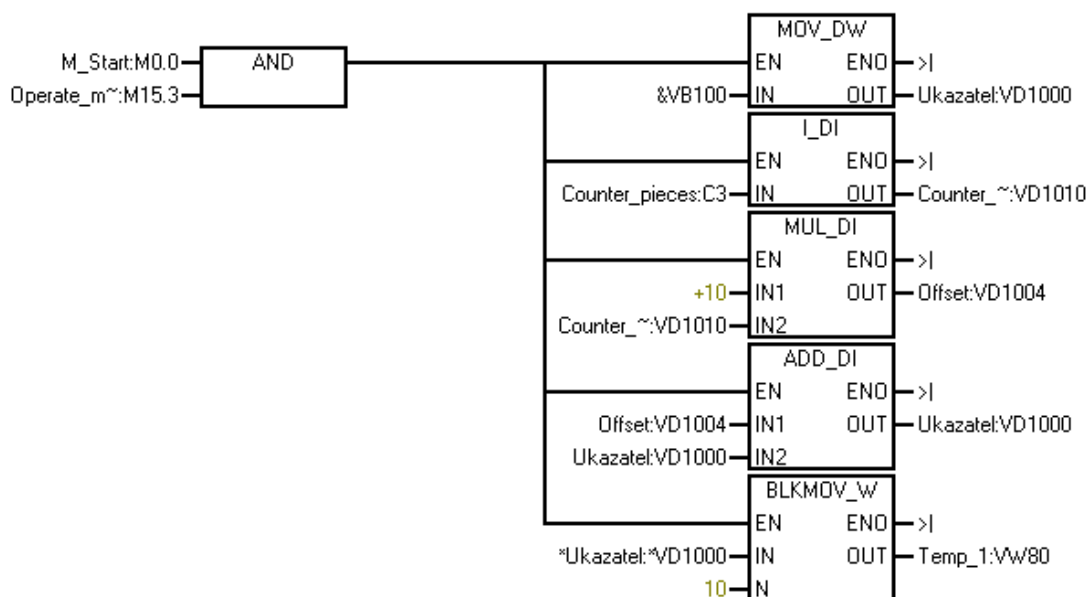 MOV_DW
M_Start:M0.0
AND
EN ENO >|
Operate_m~:M15.3
&VB100 IN OUT Ukazatel:VD1000
I_DI
EN ENO >|
Counter_pieces:C3 IN OUT Counter_~:VD1010
MUL_DI
EN ENO >|
+10 IN1 OUT Offset:VD1004
Counter_~:VD1010 IN2
ADD_DI
EN ENO >|
Offset:VD1004 IN1 OUT Ukazatel:VD1000
Ukazatel:VD1000 IN2
BLKMOV_W
EN ENO >|
*Ukazatel:*VD1000 IN OUT Temp_1:VW80
10 N